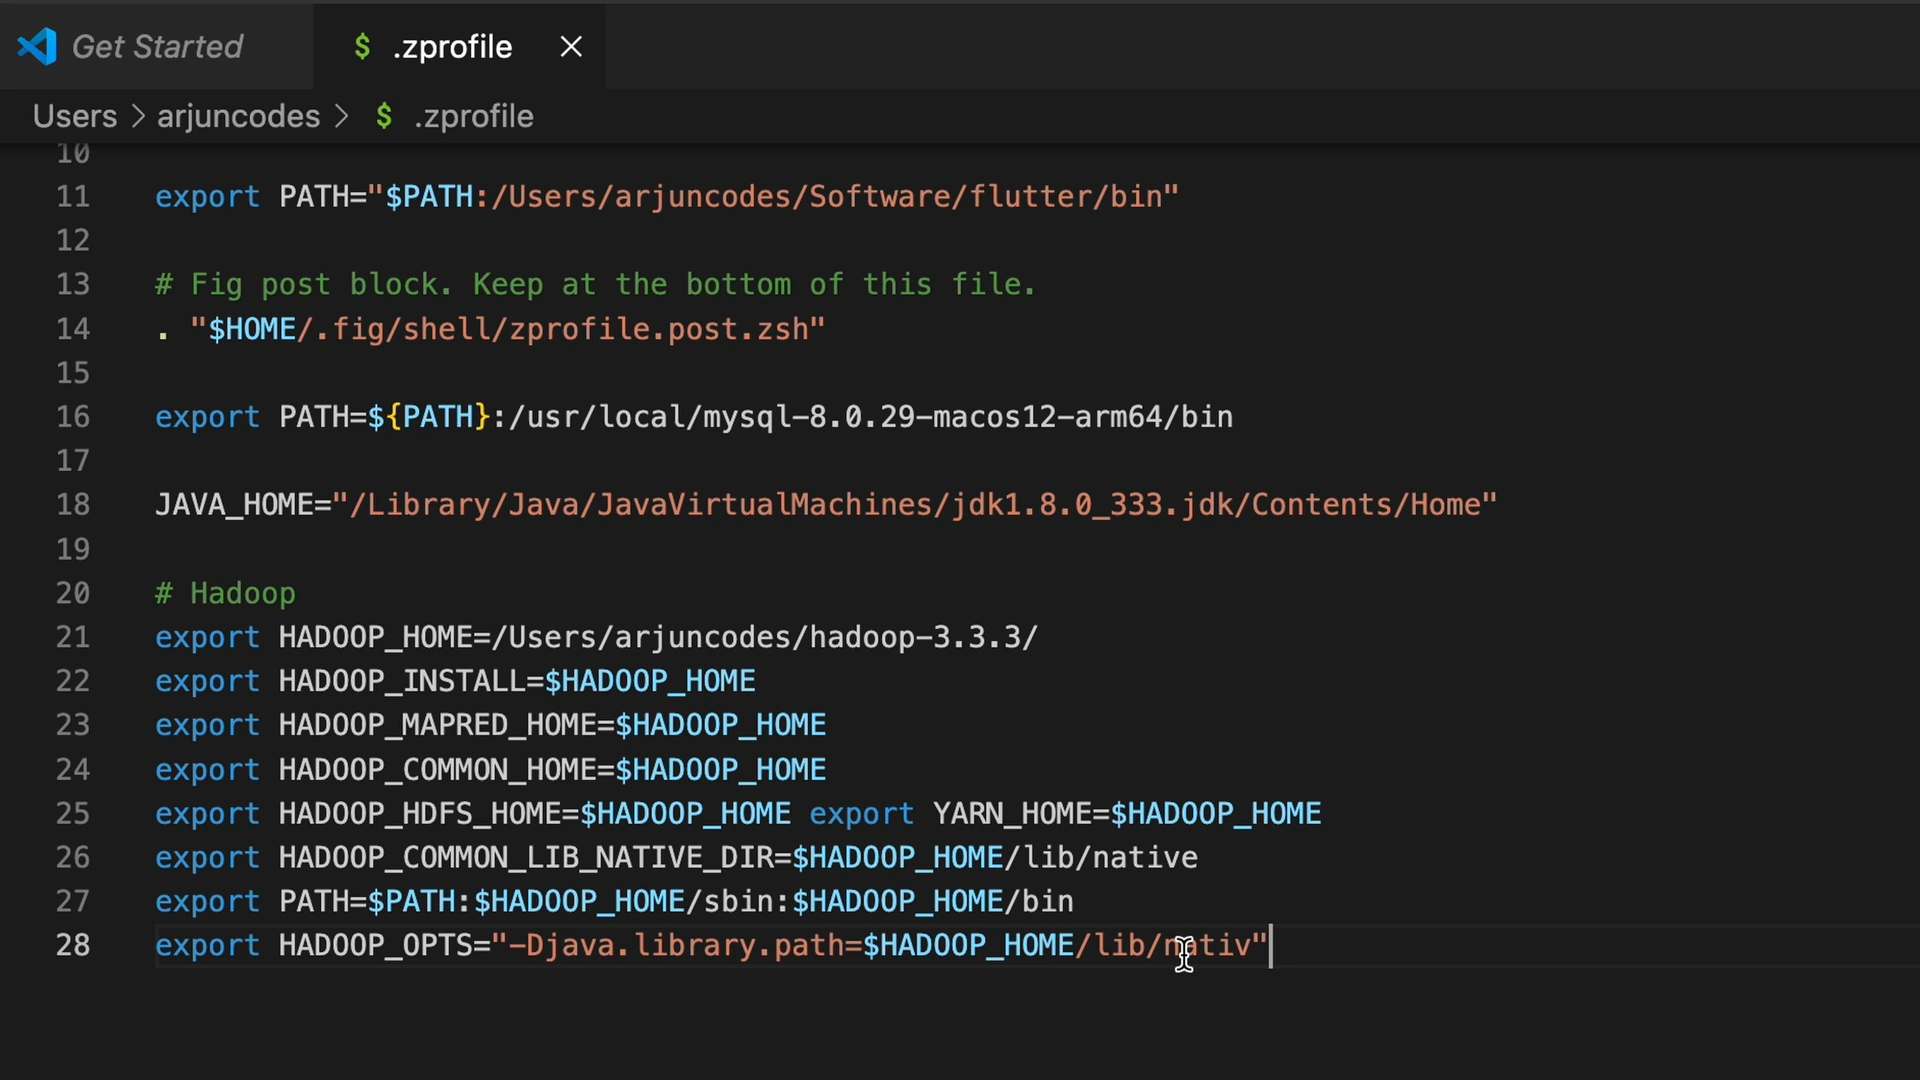 Get Started $ .zprofile ×
Users > arjuncodes > $ .zprofile
10
11 export PATH="$PATH:/Users/arjuncodes/Software/flutter/bin"
12
13 # Fig post block. Keep at the bottom of this file.
14 . "$HOME/.fig/shell/zprofile.post.zsh"
15
16 export PATH=${PATH}:/usr/local/mysql-8.0.29-macos12-arm64/bin
17
18 JAVA_HOME="/Library/Java/JavaVirtualMachines/jdk1.8.0_333.jdk/Contents/Home"
19
20 # Hadoop
21 export HADOOP_HOME=/Users/arjuncodes/hadoop-3.3.3/
22 export HADOOP_INSTALL=$HADOOP_HOME
23 export HADOOP_MAPRED_HOME=$HADOOP_HOME
24 export HADOOP_COMMON_HOME=$HADOOP_HOME
25 export HADOOP_HDFS_HOME=$HADOOP_HOME export YARN_HOME=$HADOOP_HOME
26 export HADOOP_COMMON_LIB_NATIVE_DIR=$HADOOP_HOME/lib/native
27 export PATH=$PATH:$HADOOP_HOME/sbin:$HADOOP_HOME/bin
28 export HADOOP_OPTS="-Djava.library.path=$HADOOP_HOME/lib/nativ"